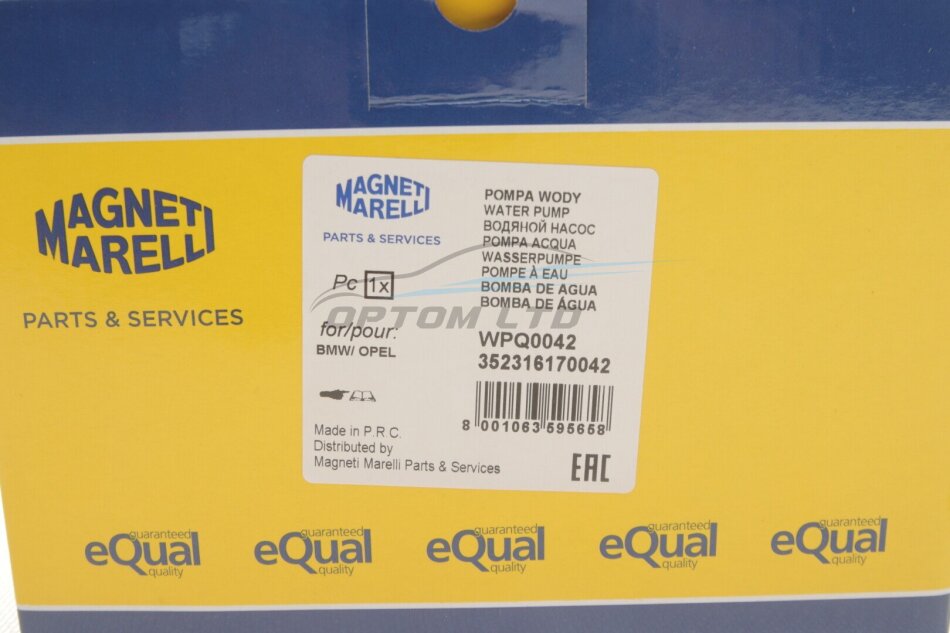 MAGNETI
MARELLI
PARTS & SERVICES
MAGNETI
MARELLI
PARTS & SERVICES
Pc 1x
for/pour:
BMW/ OPEL
Made in P.R.C.
Distributed by
Magneti Marelli Parts & Services
POMPA WODY
WATER PUMP
ВОДЯНОЙ НАСОС
POMPA ACQUA
WASSERPUMPE
POMPE À EAU
BOMBA DE AGUA
BOMBA DE ÁGUA
OPTOM LTD
WPQ0042
352316170042
8 001063 595658
EAC
guaranteed
eQual
quality
guaranteed
eQual
quality
guaranteed
eQual
quality
guaranteed
eQual
quality
guaranteed
eQual
quality